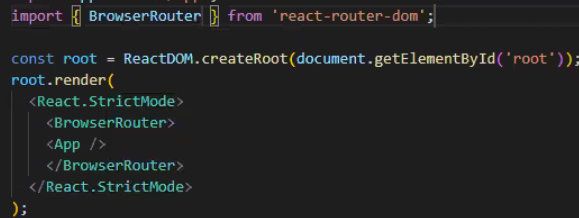 import { BrowserRouter } from 'react-router-dom';
const root = ReactDOM.createRoot(document.getElementById('root'));
root.render(
<React.StrictMode>
<BrowserRouter>
<App />
</BrowserRouter>
</React.StrictMode>
);